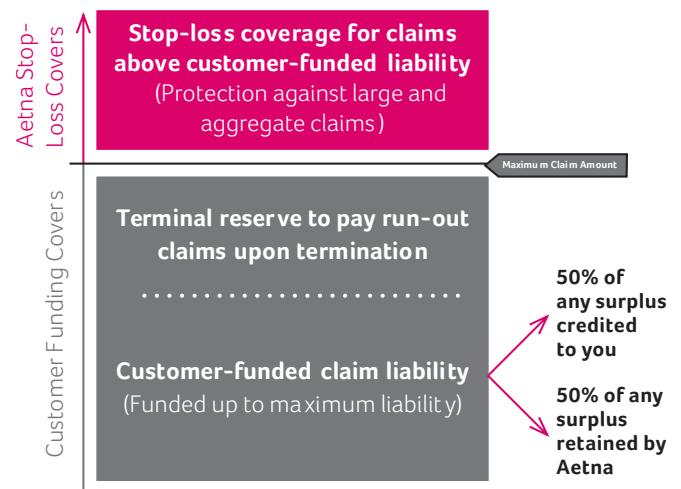 Aetna Stop-
Loss Covers
Stop-loss coverage for claims
above customer-funded liability
(Protection against large and
aggregate claims)
Maximum Claim Amount
Customer Funding Covers
Terminal reserve to pay run-out
claims upon termination
Customer-funded claim liability
(Funded up to maximum liability)
50% of
any surplus
credited
to you
50% of any
surplus
retained by
Aetna